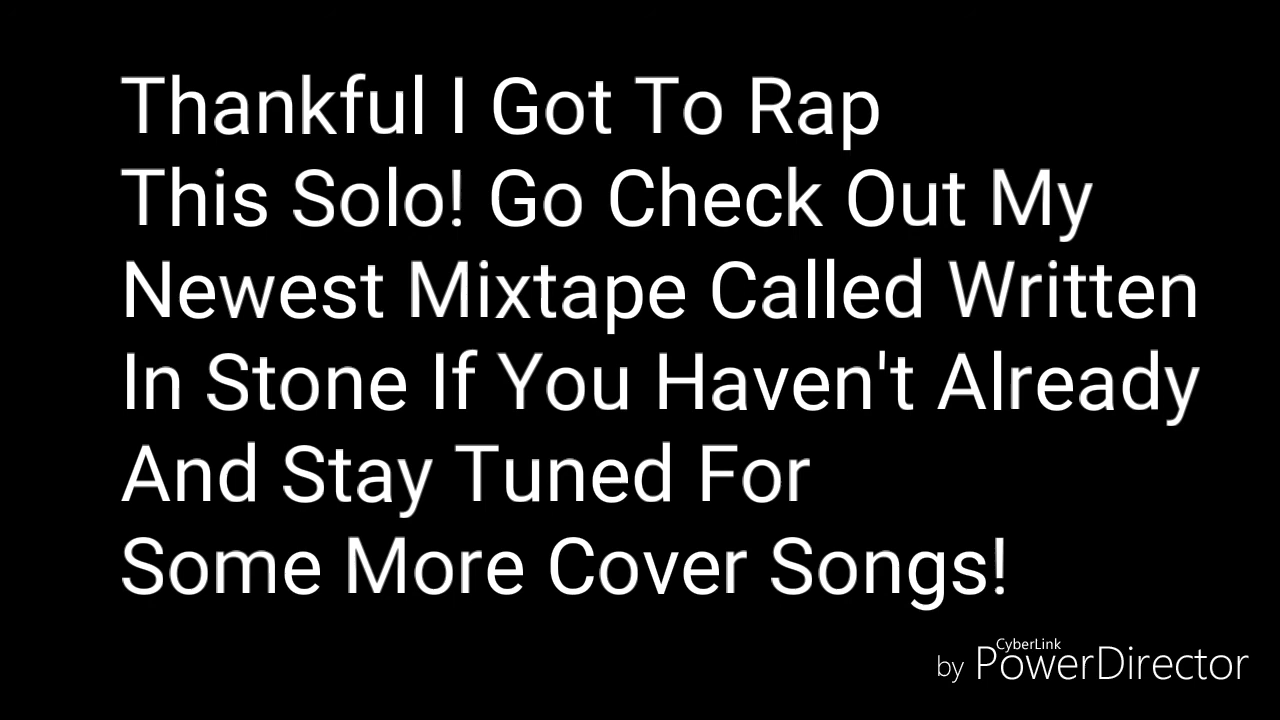 Thankful I Got To Rap
This Solo! Go Check Out My
Newest Mixtape Called Written
In Stone If You Haven't Already
And Stay Tuned For
Some More Cover Songs!
CyberLink
by PowerDirector